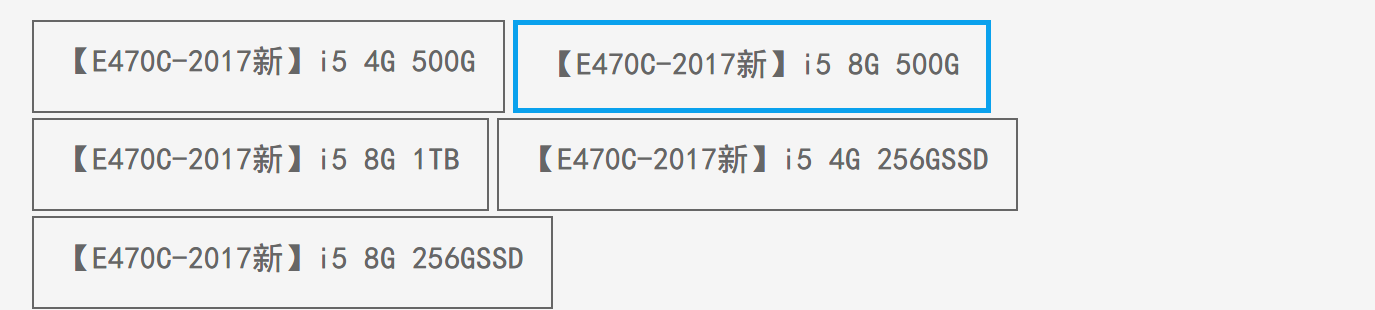 【E470C-2017新】i5 4G 500G
【E470C-2017新】i5 8G 500G
【E470C-2017新】i5 8G 1TB
【E470C-2017新】i5 4G 256GSSD
【E470C-2017新】i5 8G 256GSSD